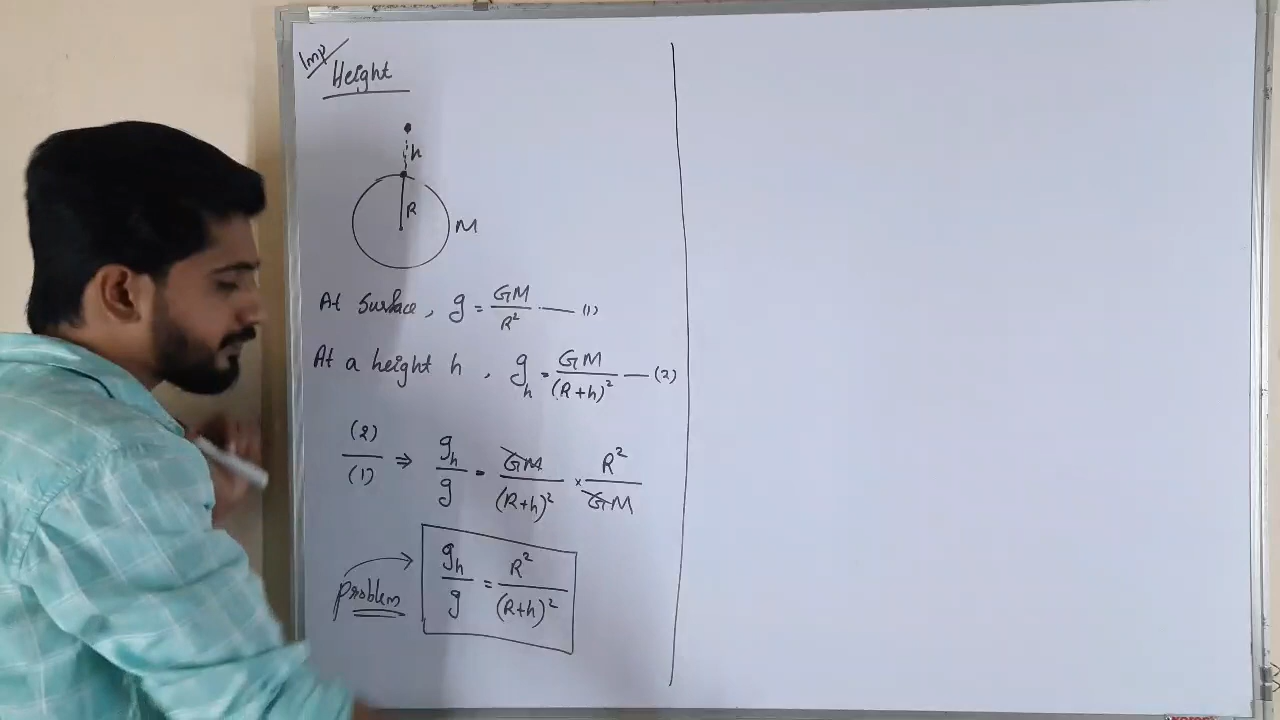 Imp
Height
h
R
M
At Surface, g = GM/R² —— (1)
At a height h, g_h = GM/(R+h)² — (2)
(2)/(1) ⇒ g_h/g = GM/(R+h)² × R²/GM
problem → g_h/g = R²/(R+h)²